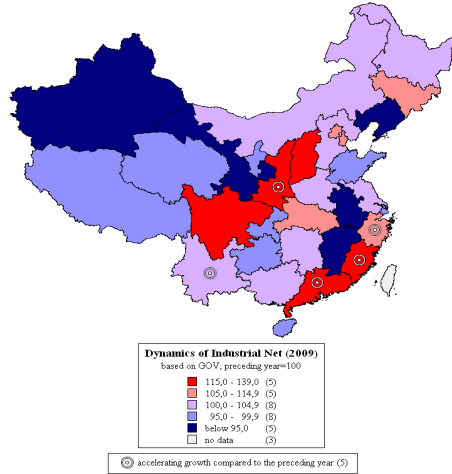 Dynamics of Industrial Net (2009)
based on GOV; preceding year=100
115,0 - 139,0 (5)
105,0 - 114,9 (5)
100,0 - 104,9 (8)
95,0 - 99,9 (8)
below 95,0 (5)
no data (3)
accelerating growth compared to the preceding year (5)